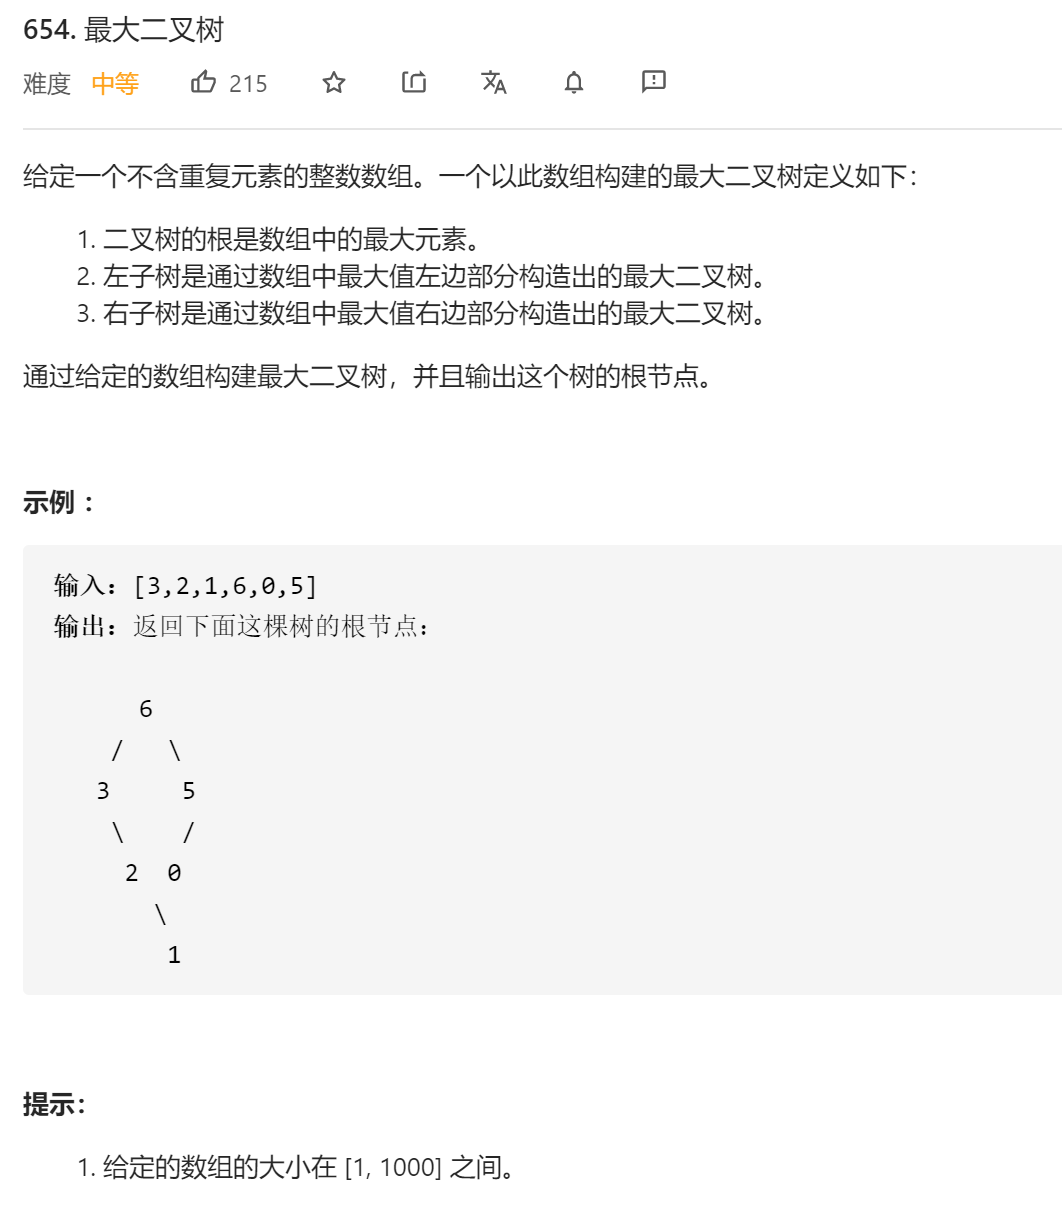 654. 最大二叉树
难度 中等 215
给定一个不含重复元素的整数数组。一个以此数组构建的最大二叉树定义如下：
1. 二叉树的根是数组中的最大元素。
2. 左子树是通过数组中最大值左边部分构造出的最大二叉树。
3. 右子树是通过数组中最大值右边部分构造出的最大二叉树。
通过给定的数组构建最大二叉树，并且输出这个树的根节点。
示例 ：
输入：[3,2,1,6,0,5]
输出：返回下面这棵树的根节点：
6
/ \
3 5
\ /
2 0
\
1
提示：
1. 给定的数组的大小在 [1, 1000] 之间。